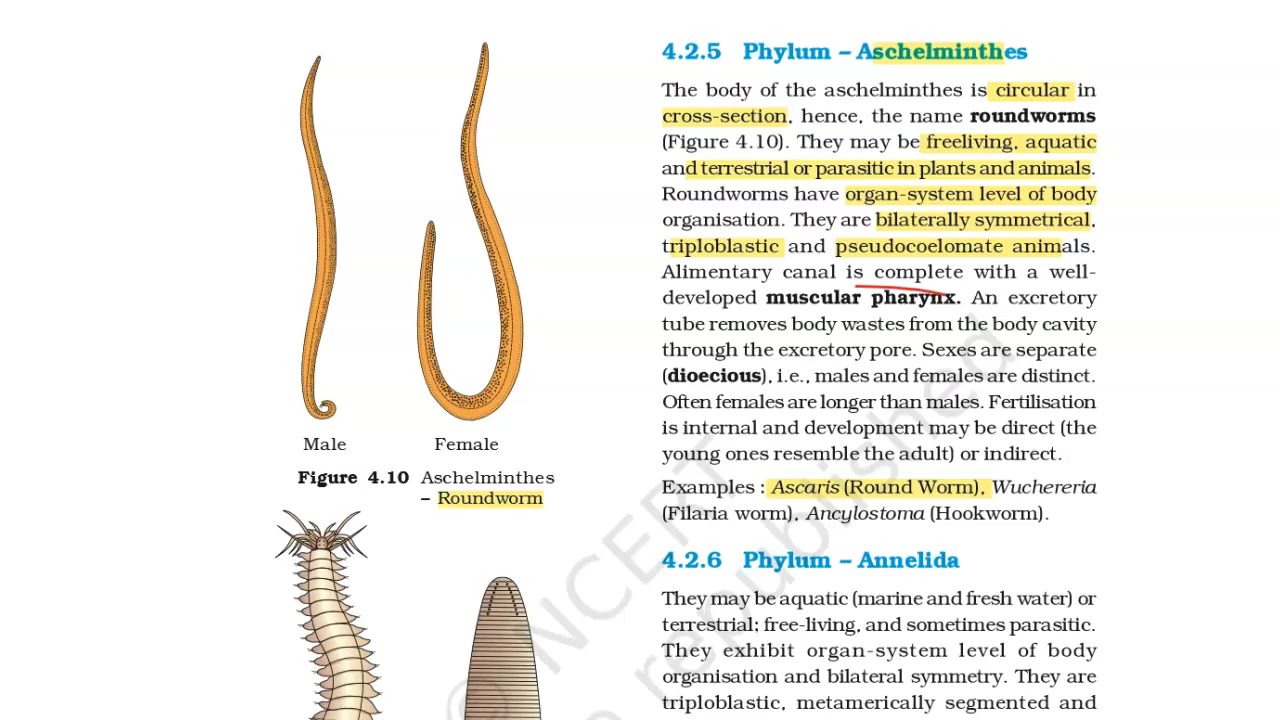 Male
Female
Figure 4.10 Aschelminthes
– Roundworm
4.2.5 Phylum – Aschelminthes
The body of the aschelminthes is circular in
cross-section, hence, the name roundworms
(Figure 4.10). They may be freeliving, aquatic
and terrestrial or parasitic in plants and animals.
Roundworms have organ-system level of body
organisation. They are bilaterally symmetrical,
triploblastic and pseudocoelomate animals.
Alimentary canal is complete with a well-
developed muscular pharynx. An excretory
tube removes body wastes from the body cavity
through the excretory pore. Sexes are separate
(dioecious), i.e., males and females are distinct.
Often females are longer than males. Fertilisation
is internal and development may be direct (the
young ones resemble the adult) or indirect.
Examples : Ascaris (Round Worm), Wuchereria
(Filaria worm), Ancylostoma (Hookworm).
4.2.6 Phylum – Annelida
They may be aquatic (marine and fresh water) or
terrestrial; free-living, and sometimes parasitic.
They exhibit organ-system level of body
organisation and bilateral symmetry. They are
triploblastic, metamerically segmented and
© NCERT
republished